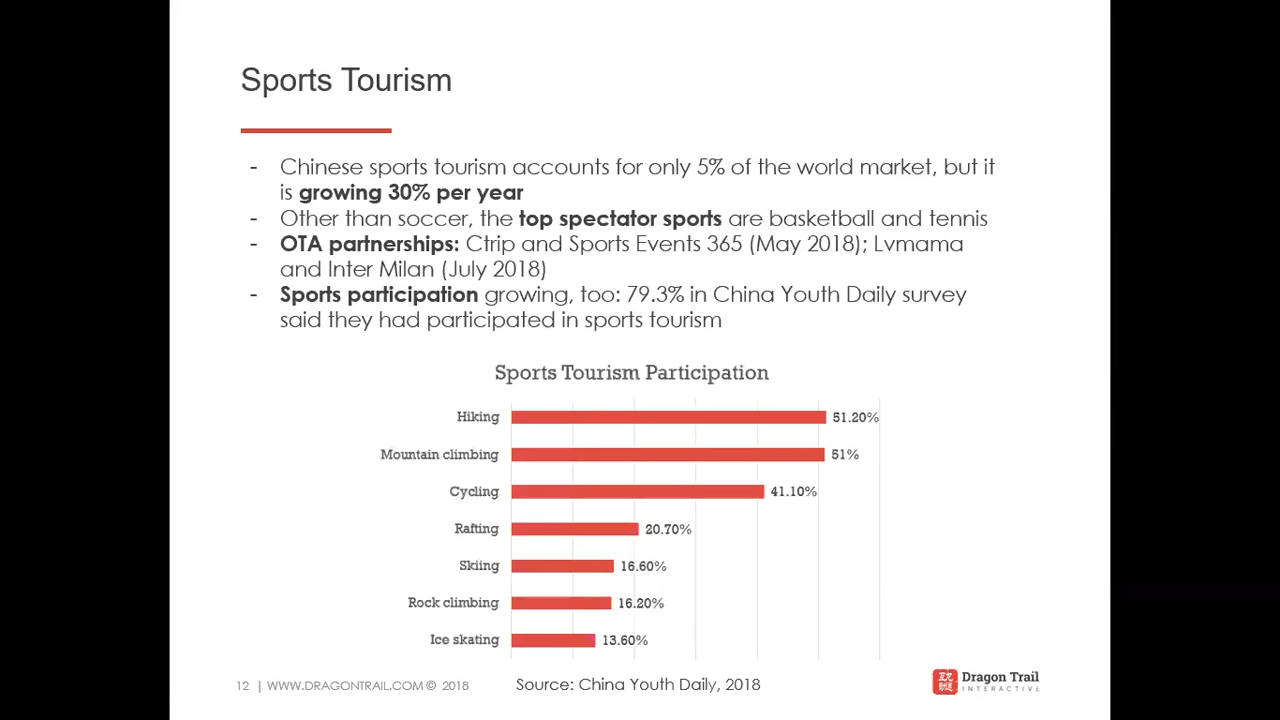 Sports Tourism
- Chinese sports tourism accounts for only 5% of the world market, but it
is growing 30% per year
- Other than soccer, the top spectator sports are basketball and tennis
- OTA partnerships: Ctrip and Sports Events 365 (May 2018); Lvmama
and Inter Milan (July 2018)
- Sports participation growing, too: 79.3% in China Youth Daily survey
said they had participated in sports tourism
Sports Tourism Participation
Hiking 51.20%
Mountain climbing 51%
Cycling 41.10%
Rafting 20.70%
Skiing 16.60%
Rock climbing 16.20%
Ice skating 13.60%
12 | WWW.DRAGONTRAIL.COM © 2018
Source: China Youth Daily, 2018
Dragon Trail
INTERACTIVE